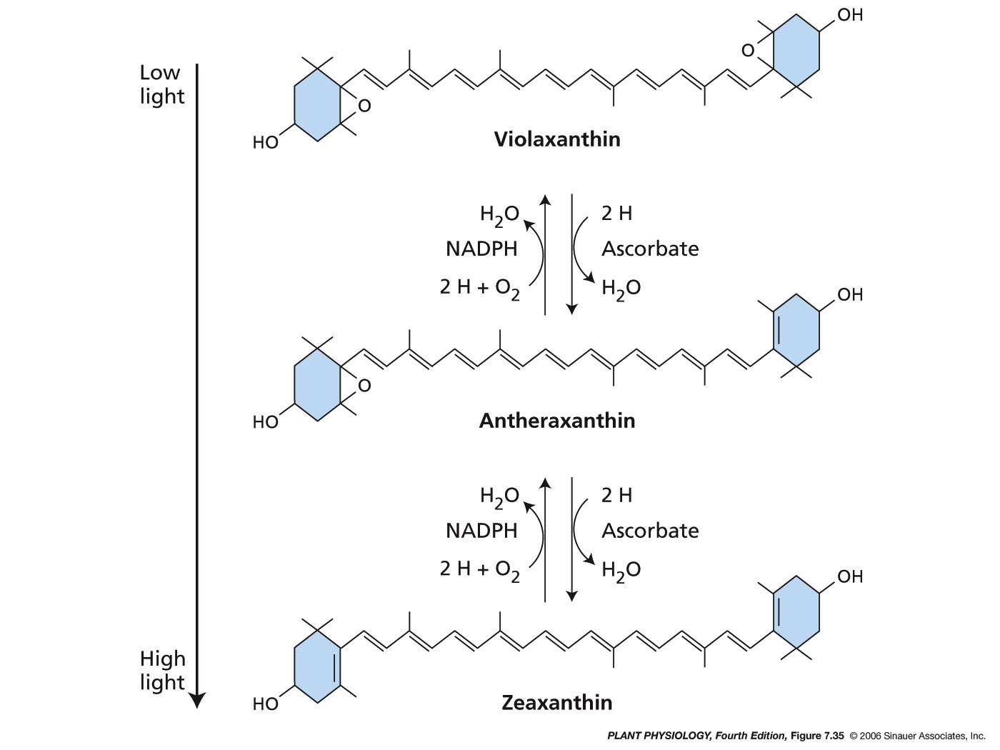 OH
O
Low
light
O
HO
Violaxanthin
H₂O
2 H
NADPH
Ascorbate
2 H + O₂
H₂O
OH
O
HO
Antheraxanthin
H₂O
2 H
NADPH
Ascorbate
2 H + O₂
H₂O
OH
High
light
HO
Zeaxanthin
PLANT PHYSIOLOGY, Fourth Edition, Figure 7.35 © 2006 Sinauer Associates, Inc.